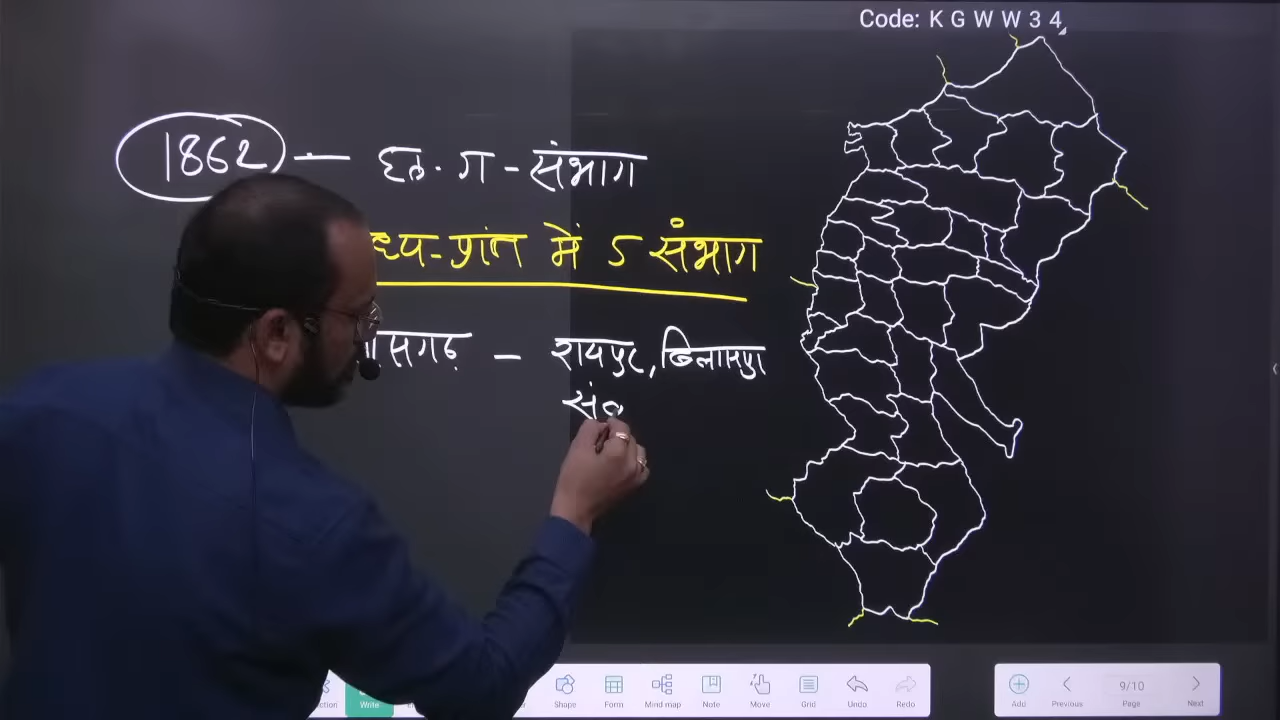 Code: K G W W 3 4
1862 — छ. ग - संभाग
ध्य-प्रांत में 5 संभाग
सगढ़ — रायपुर, बिलासपु
सं
Write
Shape
Form
Mind map
Note
Move
Grid
Undo
Redo
Add
Previous
9/10
Page
Next